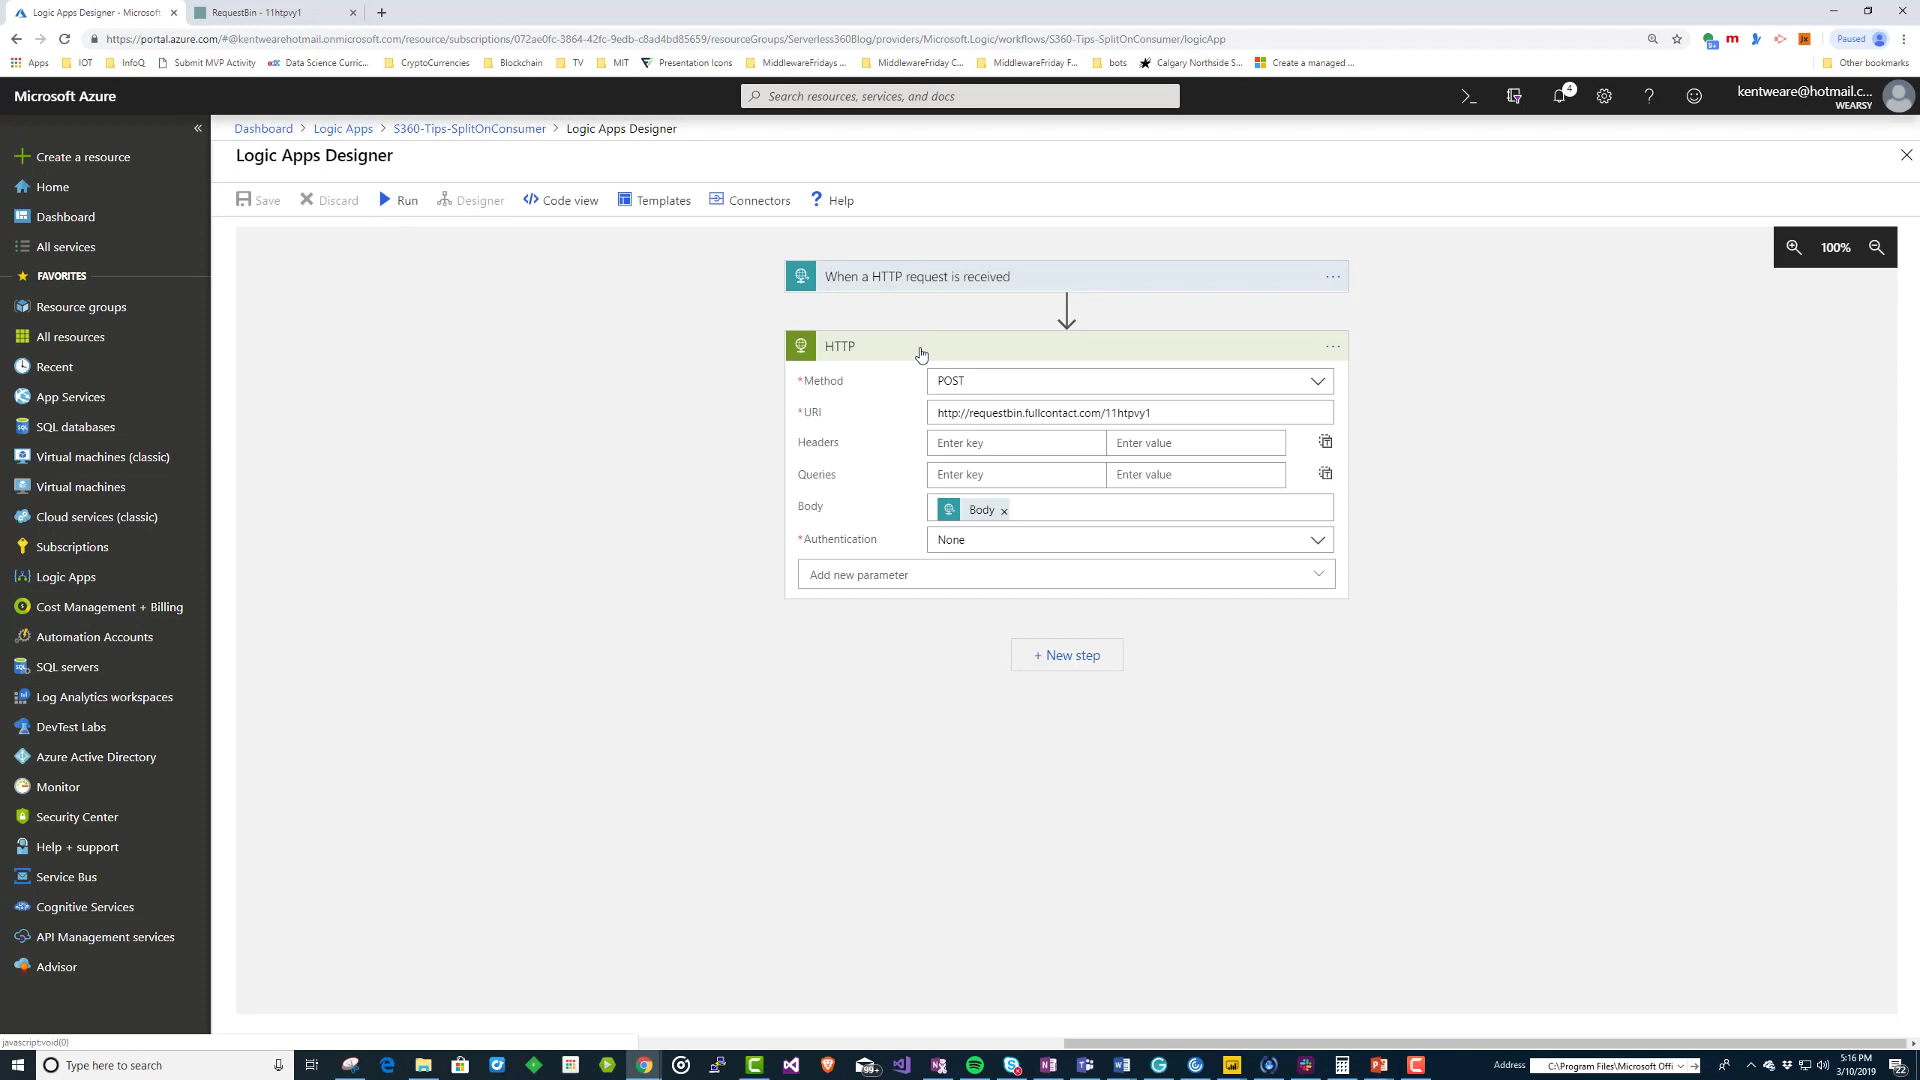 Logic Apps Designer - Microsoft
RequestBin - 11htpvy1
https://portal.azure.com/#@kentwearehotmail.onmicrosoft.com/resource/subscriptions/072ae0fc-3864-42fc-9edb-c8ad4bd85659/resourceGroups/Serverless360Blog/providers/Microsoft.Logic/workflows/S360-Tips-SplitOnConsumer/logicApp
Paused
Apps
IOT
InfoQ
Submit MVP Activity
Data Science Curric...
CryptoCurrencies
Blockchain
TV
MIT
Presentation Icons
MiddlewareFridays ...
MiddlewareFriday C...
MiddlewareFriday F...
bots
Calgary Northside S...
Create a managed ...
Other bookmarks
Microsoft Azure
Search resources, services, and docs
4
kentweare@hotmail.c...
WEARSY
Dashboard > Logic Apps > S360-Tips-SplitOnConsumer > Logic Apps Designer
Logic Apps Designer
Save
Discard
Run
Designer
Code view
Templates
Connectors
Help
Create a resource
Home
Dashboard
All services
FAVORITES
Resource groups
All resources
Recent
App Services
SQL databases
Virtual machines (classic)
Virtual machines
Cloud services (classic)
Subscriptions
Logic Apps
Cost Management + Billing
Automation Accounts
SQL servers
Log Analytics workspaces
DevTest Labs
Azure Active Directory
Monitor
Security Center
Help + support
Service Bus
Cognitive Services
API Management services
Advisor
100%
When a HTTP request is received
HTTP
*Method
POST
*URI
http://requestbin.fullcontact.com/11htpvy1
Headers
Enter key
Enter value
Queries
Enter key
Enter value
Body
Body ×
*Authentication
None
Add new parameter
+ New step
javascript:void(0)
Type here to search
99+
Address
C:\Program Files\Microsoft Offi
5:16 PM
3/10/2019
22